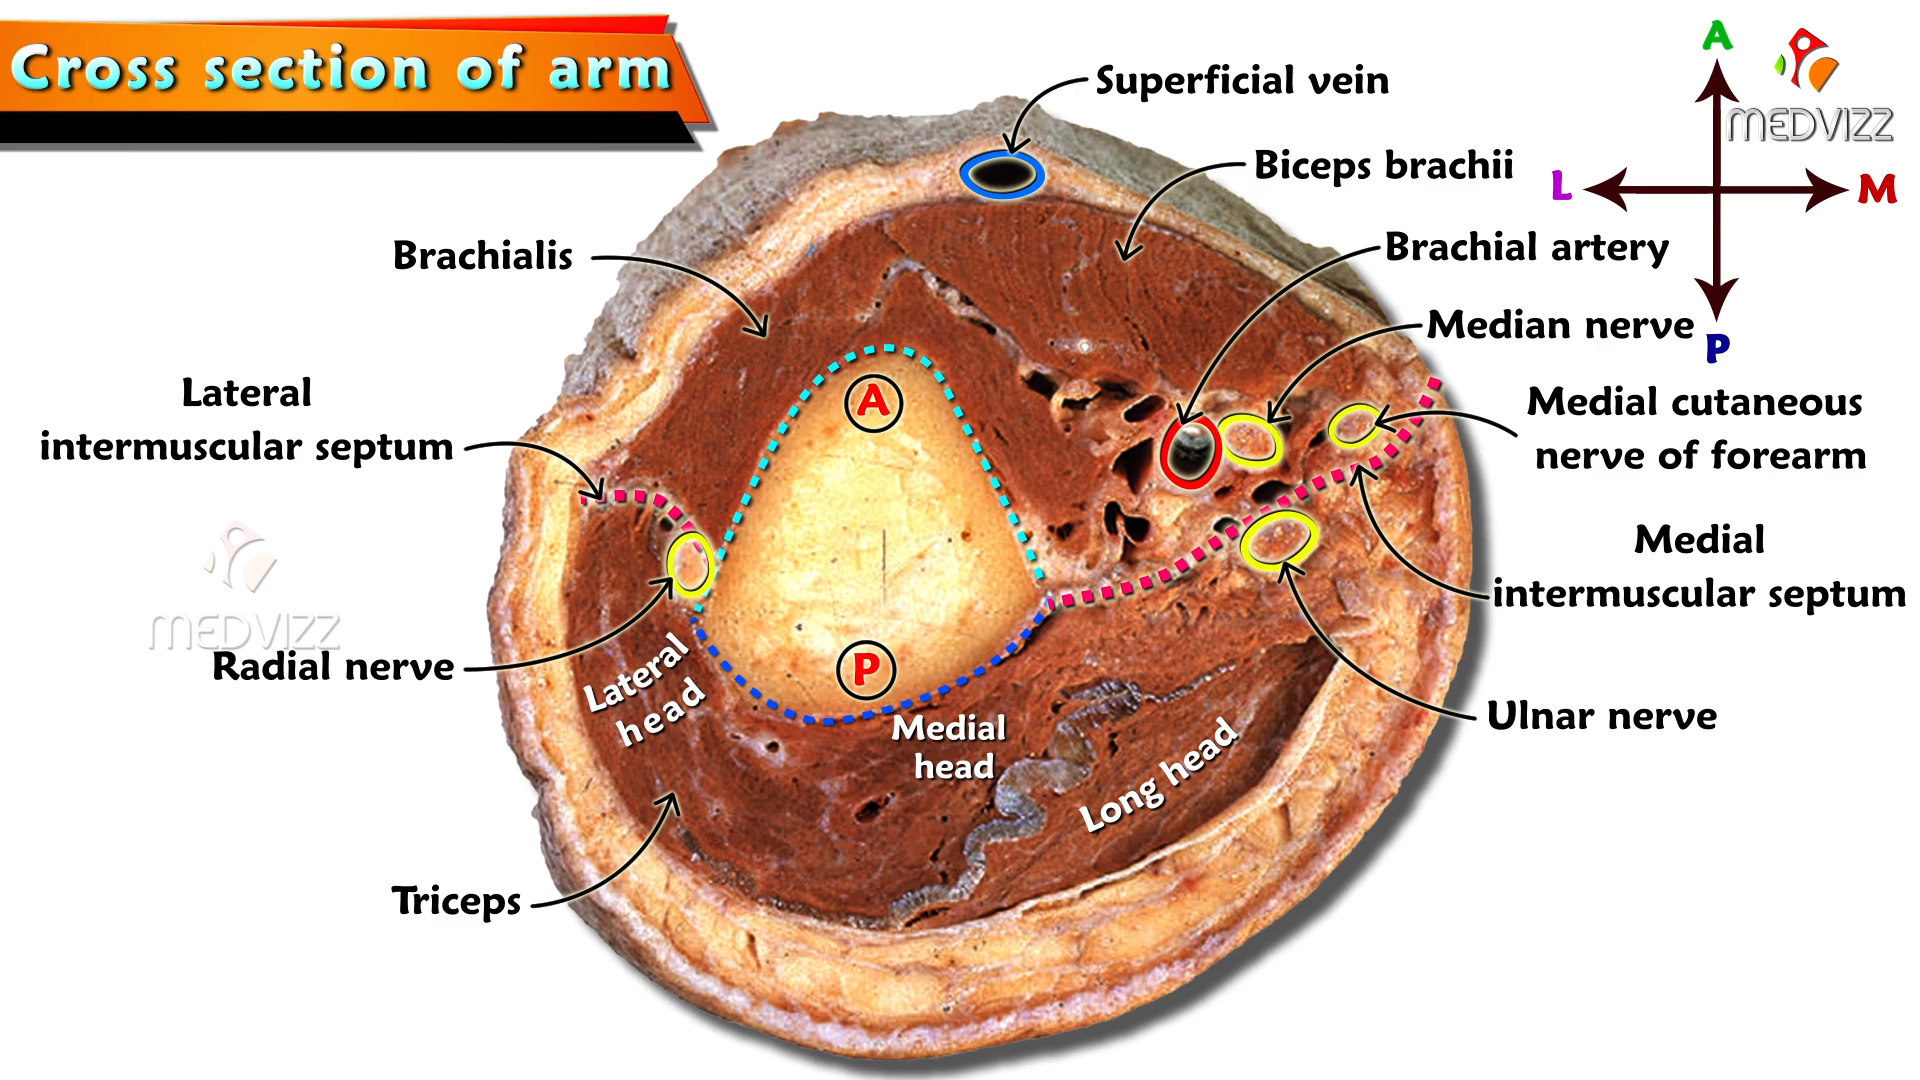 Cross section of arm
A
MEDVIZZ
L
M
P
Superficial vein
Biceps brachii
Brachial artery
Median nerve
Medial cutaneous
nerve of forearm
Medial
intermuscular septum
Ulnar nerve
Brachialis
Lateral
intermuscular septum
MEDVIZZ
Radial nerve
Triceps
A
P
Lateral
head
Medial
head
Long head